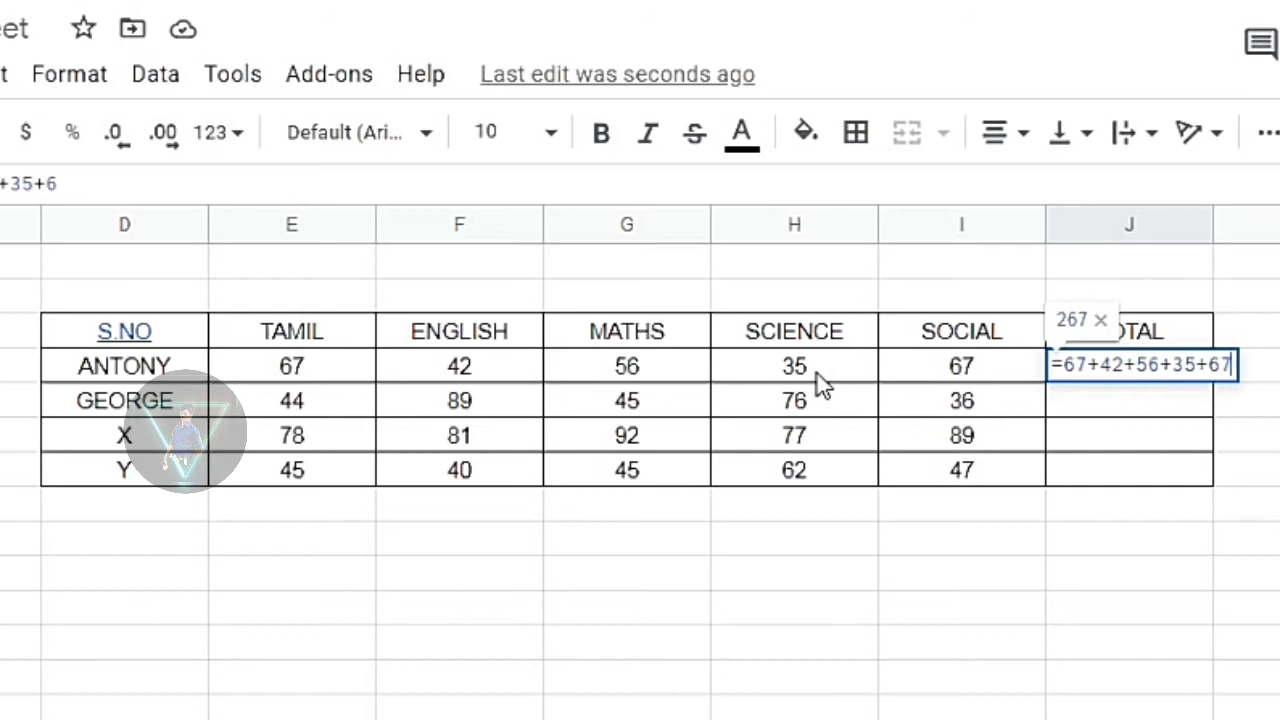 eet
t Format Data Tools Add-ons Help Last edit was seconds ago
$ % .0 .00 123 Default (Ari... 10 B I S A
+35+6
D E F G H I J
267 ×
S.NO TAMIL ENGLISH MATHS SCIENCE SOCIAL OTAL
ANTONY 67 42 56 35 67 =67+42+56+35+67
GEORGE 44 89 45 76 36
X 78 81 92 77 89
Y 45 40 45 62 47